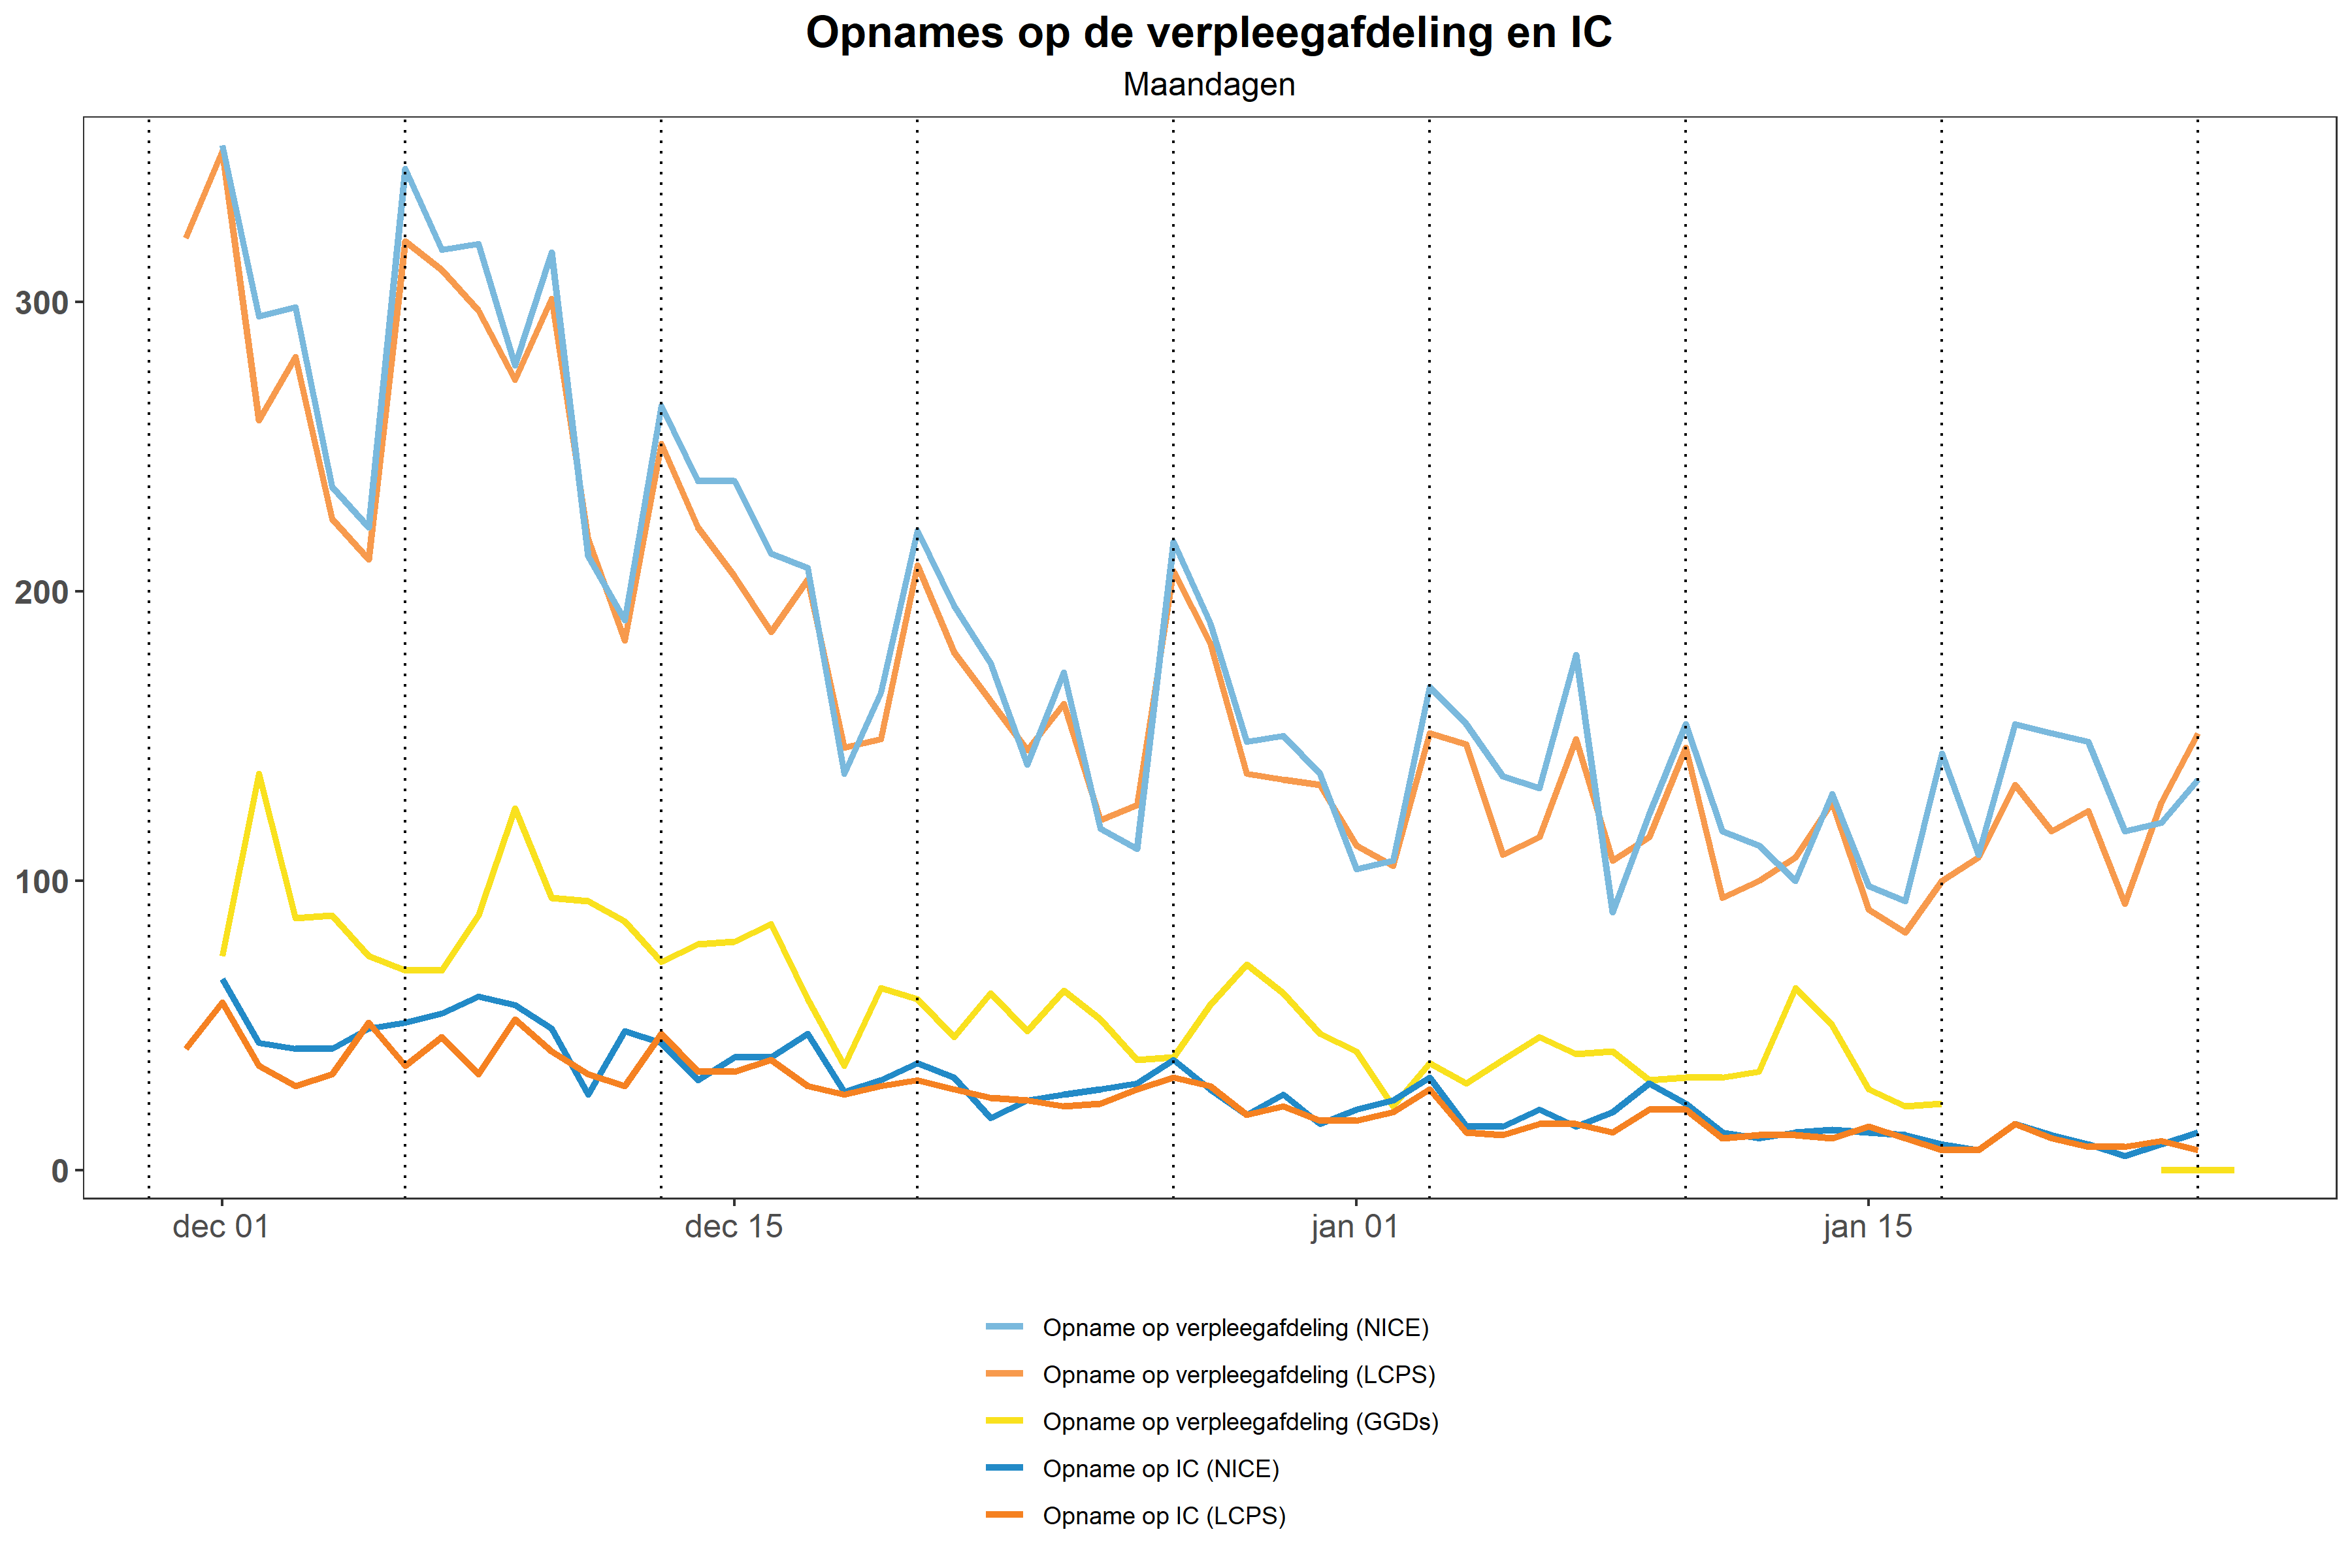 Opnames op de verpleegafdeling en IC
Maandagen
300
200
100
0
dec 01
dec 15
jan 01
jan 15
Opname op verpleegafdeling (NICE)
Opname op verpleegafdeling (LCPS)
Opname op verpleegafdeling (GGDs)
Opname op IC (NICE)
Opname op IC (LCPS)